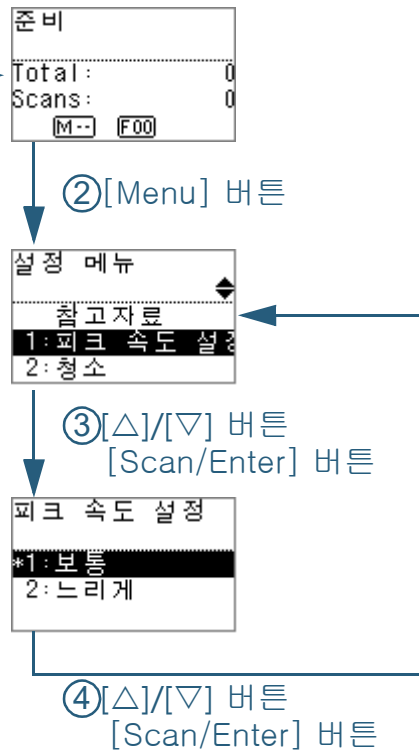 준비
Total: 0
Scans: 0
M-- F00
②[Menu] 버튼
설정 메뉴
참고자료
1:피크 속도 설
2:청소
③[△]/[▽] 버튼
[Scan/Enter] 버튼
피크 속도 설정
*1:보통
2:느리게
④[△]/[▽] 버튼
[Scan/Enter] 버튼